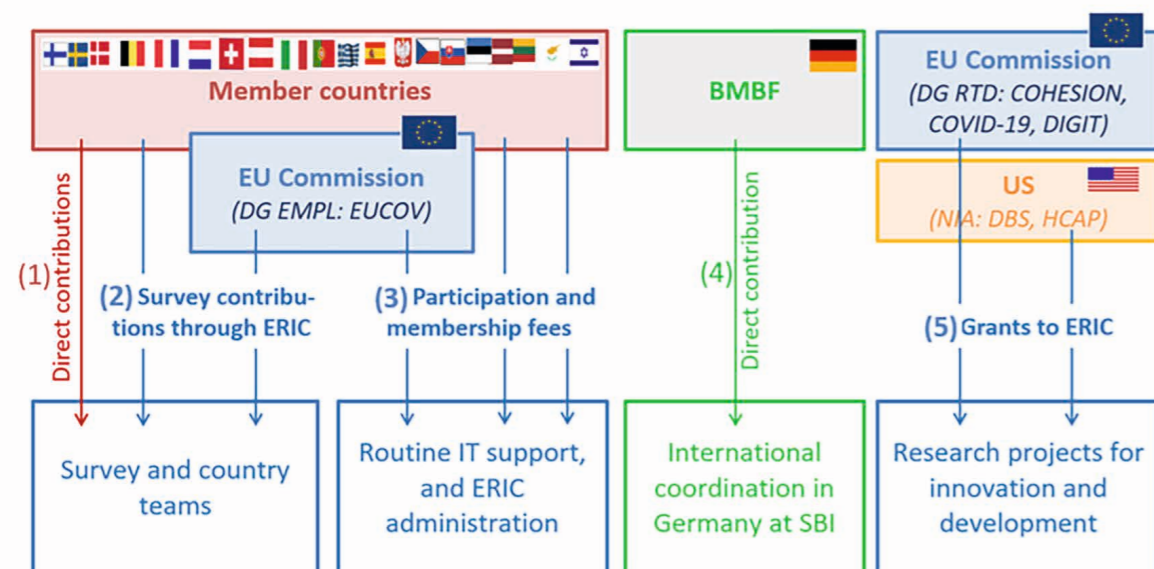 Member countries
EU Commission
(DG EMPL: EUCOV)
BMBF
EU Commission
(DG RTD: COHESION,
COVID-19, DIGIT)
US
(NIA: DBS, HCAP)
(1)
Direct contributions
(2) Survey contribu-
tions through ERIC
(3) Participation and
membership fees
(4)
Direct contribution
(5) Grants to ERIC
Survey and country
teams
Routine IT support,
and ERIC
administration
International
coordination in
Germany at SBI
Research projects for
innovation and
development